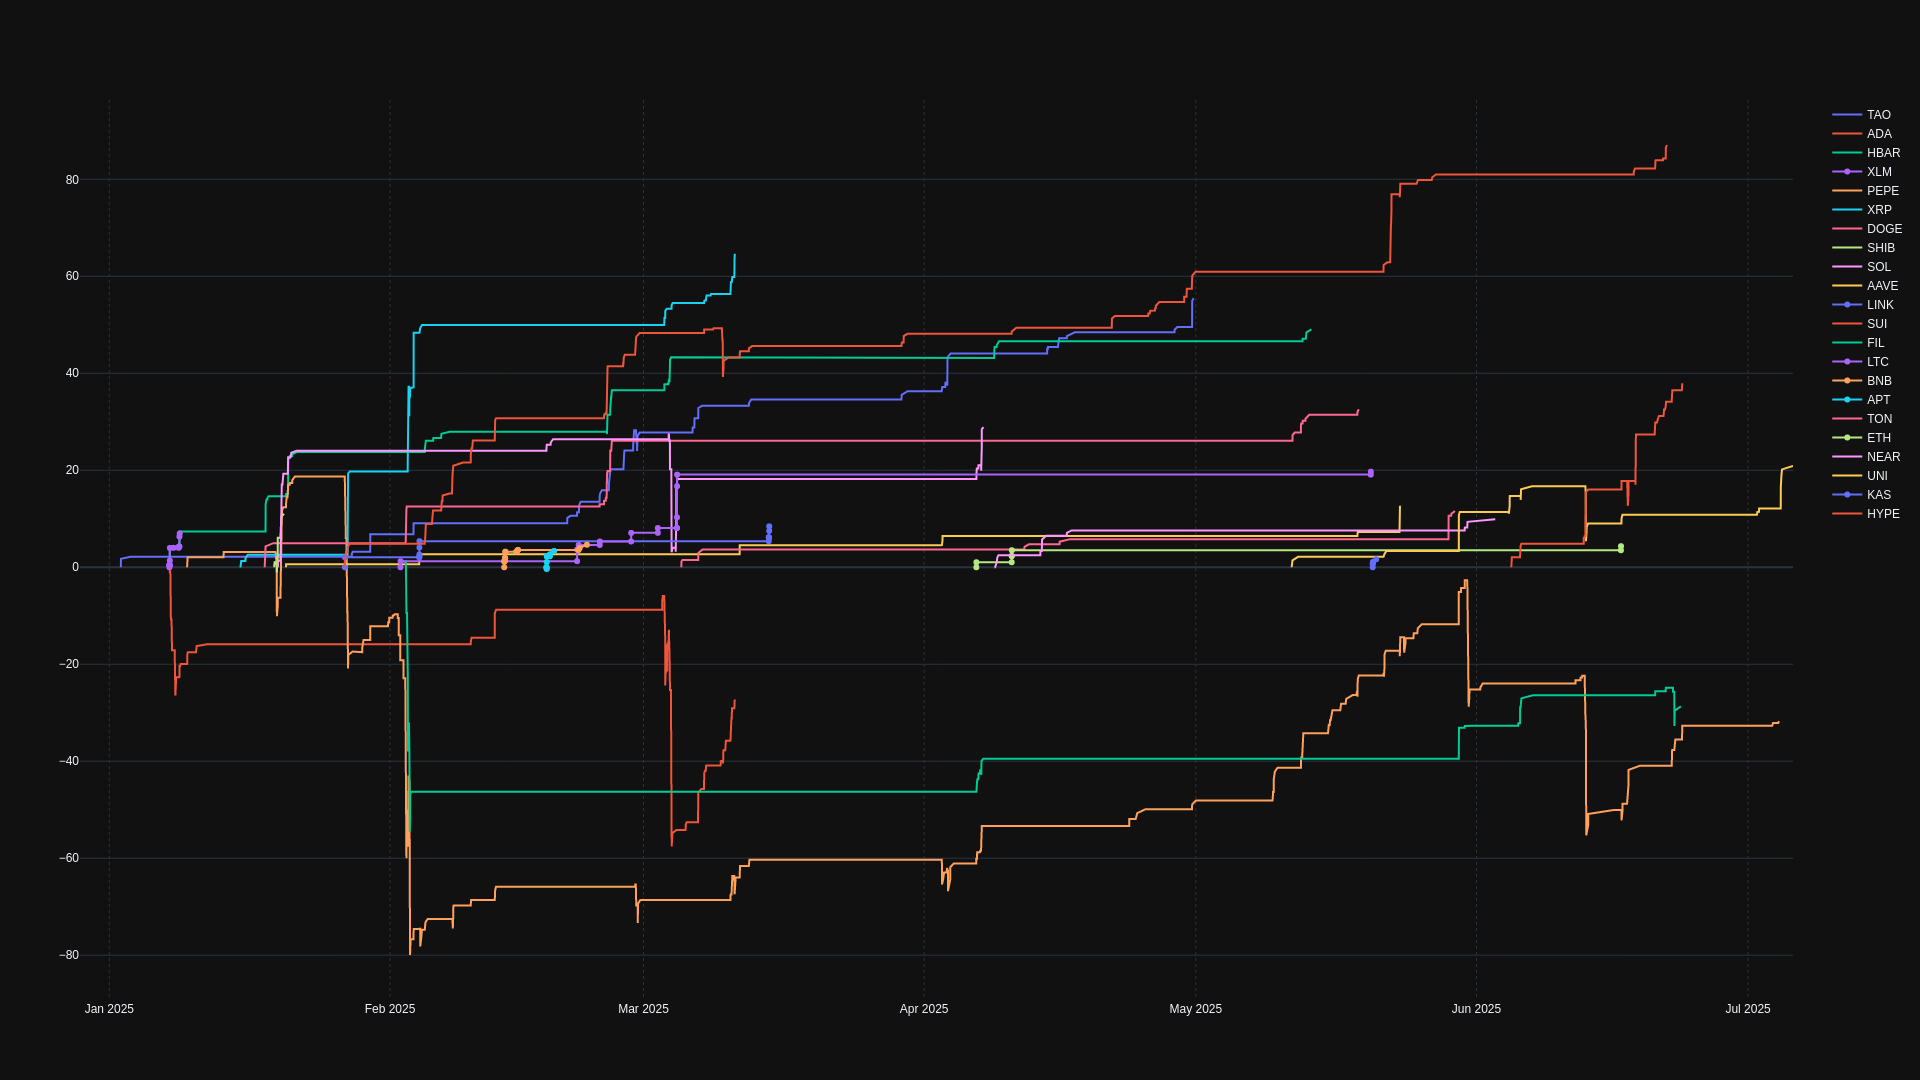 80
60
40
20
0
−20
−40
−60
−80
Jan 2025
Feb 2025
Mar 2025
Apr 2025
May 2025
Jun 2025
Jul 2025
TAO
ADA
HBAR
XLM
PEPE
XRP
DOGE
SHIB
SOL
AAVE
LINK
SUI
FIL
LTC
BNB
APT
TON
ETH
NEAR
UNI
KAS
HYPE